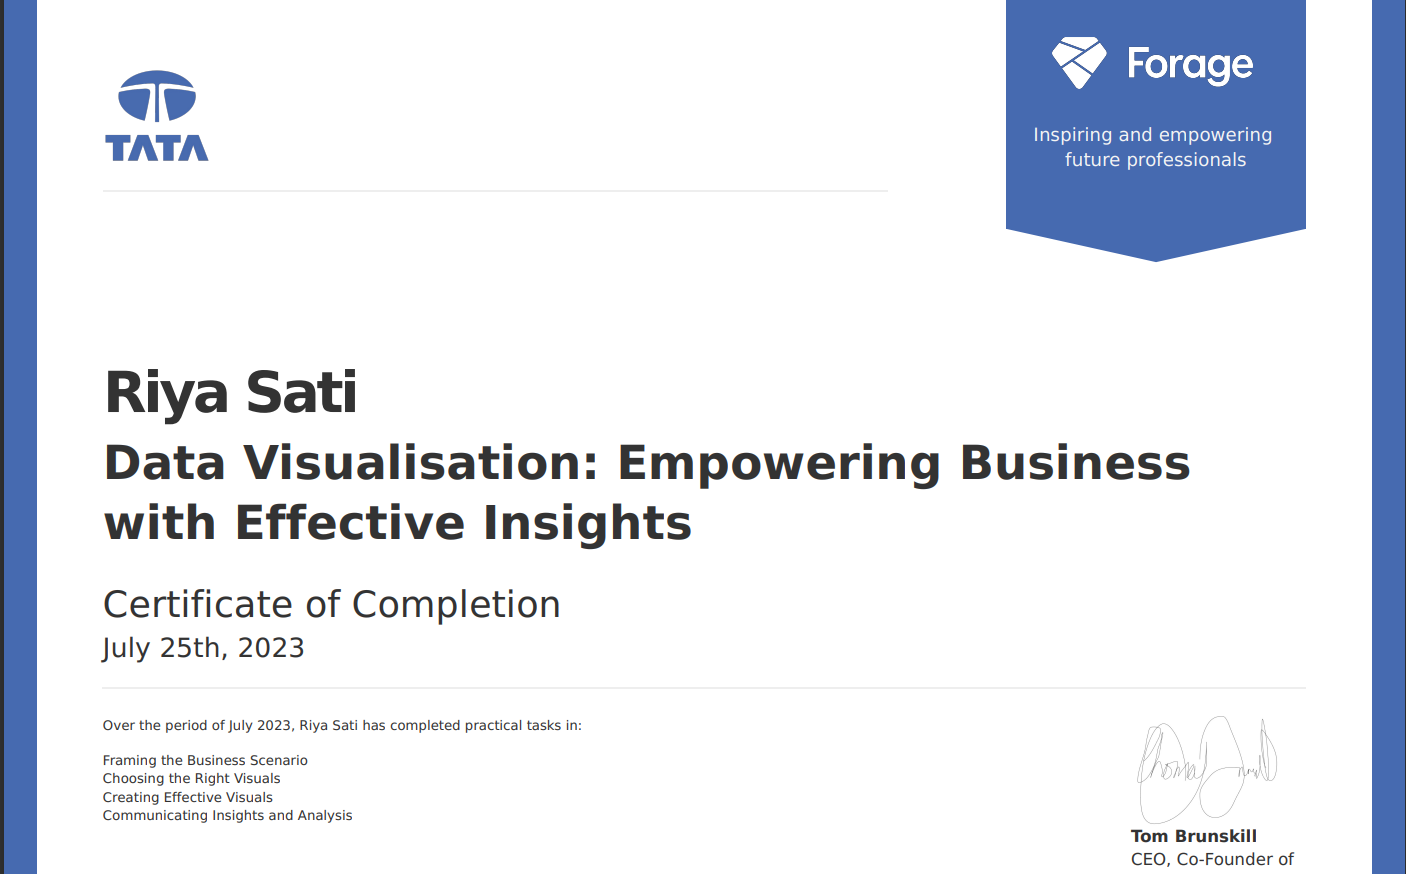 TATA
Forage
Inspiring and empowering
future professionals
Riya Sati
Data Visualisation: Empowering Business
with Effective Insights
Certificate of Completion
July 25th, 2023
Over the period of July 2023, Riya Sati has completed practical tasks in:
Framing the Business Scenario
Choosing the Right Visuals
Creating Effective Visuals
Communicating Insights and Analysis
Tom Brunskill
CEO, Co-Founder of